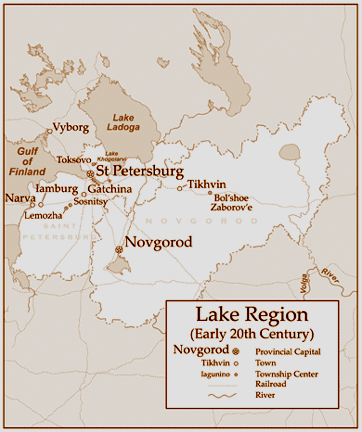 Vyborg
Lake
Ladoga
Gulf
of
Finland
Lake
Toksovo
St Petersburg
Iamburg
Gatchina
Tikhvin
Narva
Sosnitsy
Bol'shoe
Zaborov'e
Lemozha
SAINT
PETERSBURG
NOVGOROD
Novgorod
Volga
River
Lake Region
(Early 20th Century)
Novgorod Provincial Capital
Tikhvin Town
Iagunino Township Center
Railroad
River